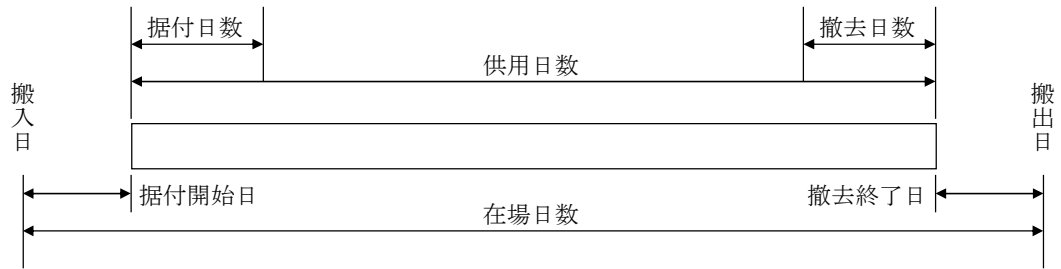 据付日数
撤去日数
供用日数
搬入日
搬出日
据付開始日
撤去終了日
在場日数